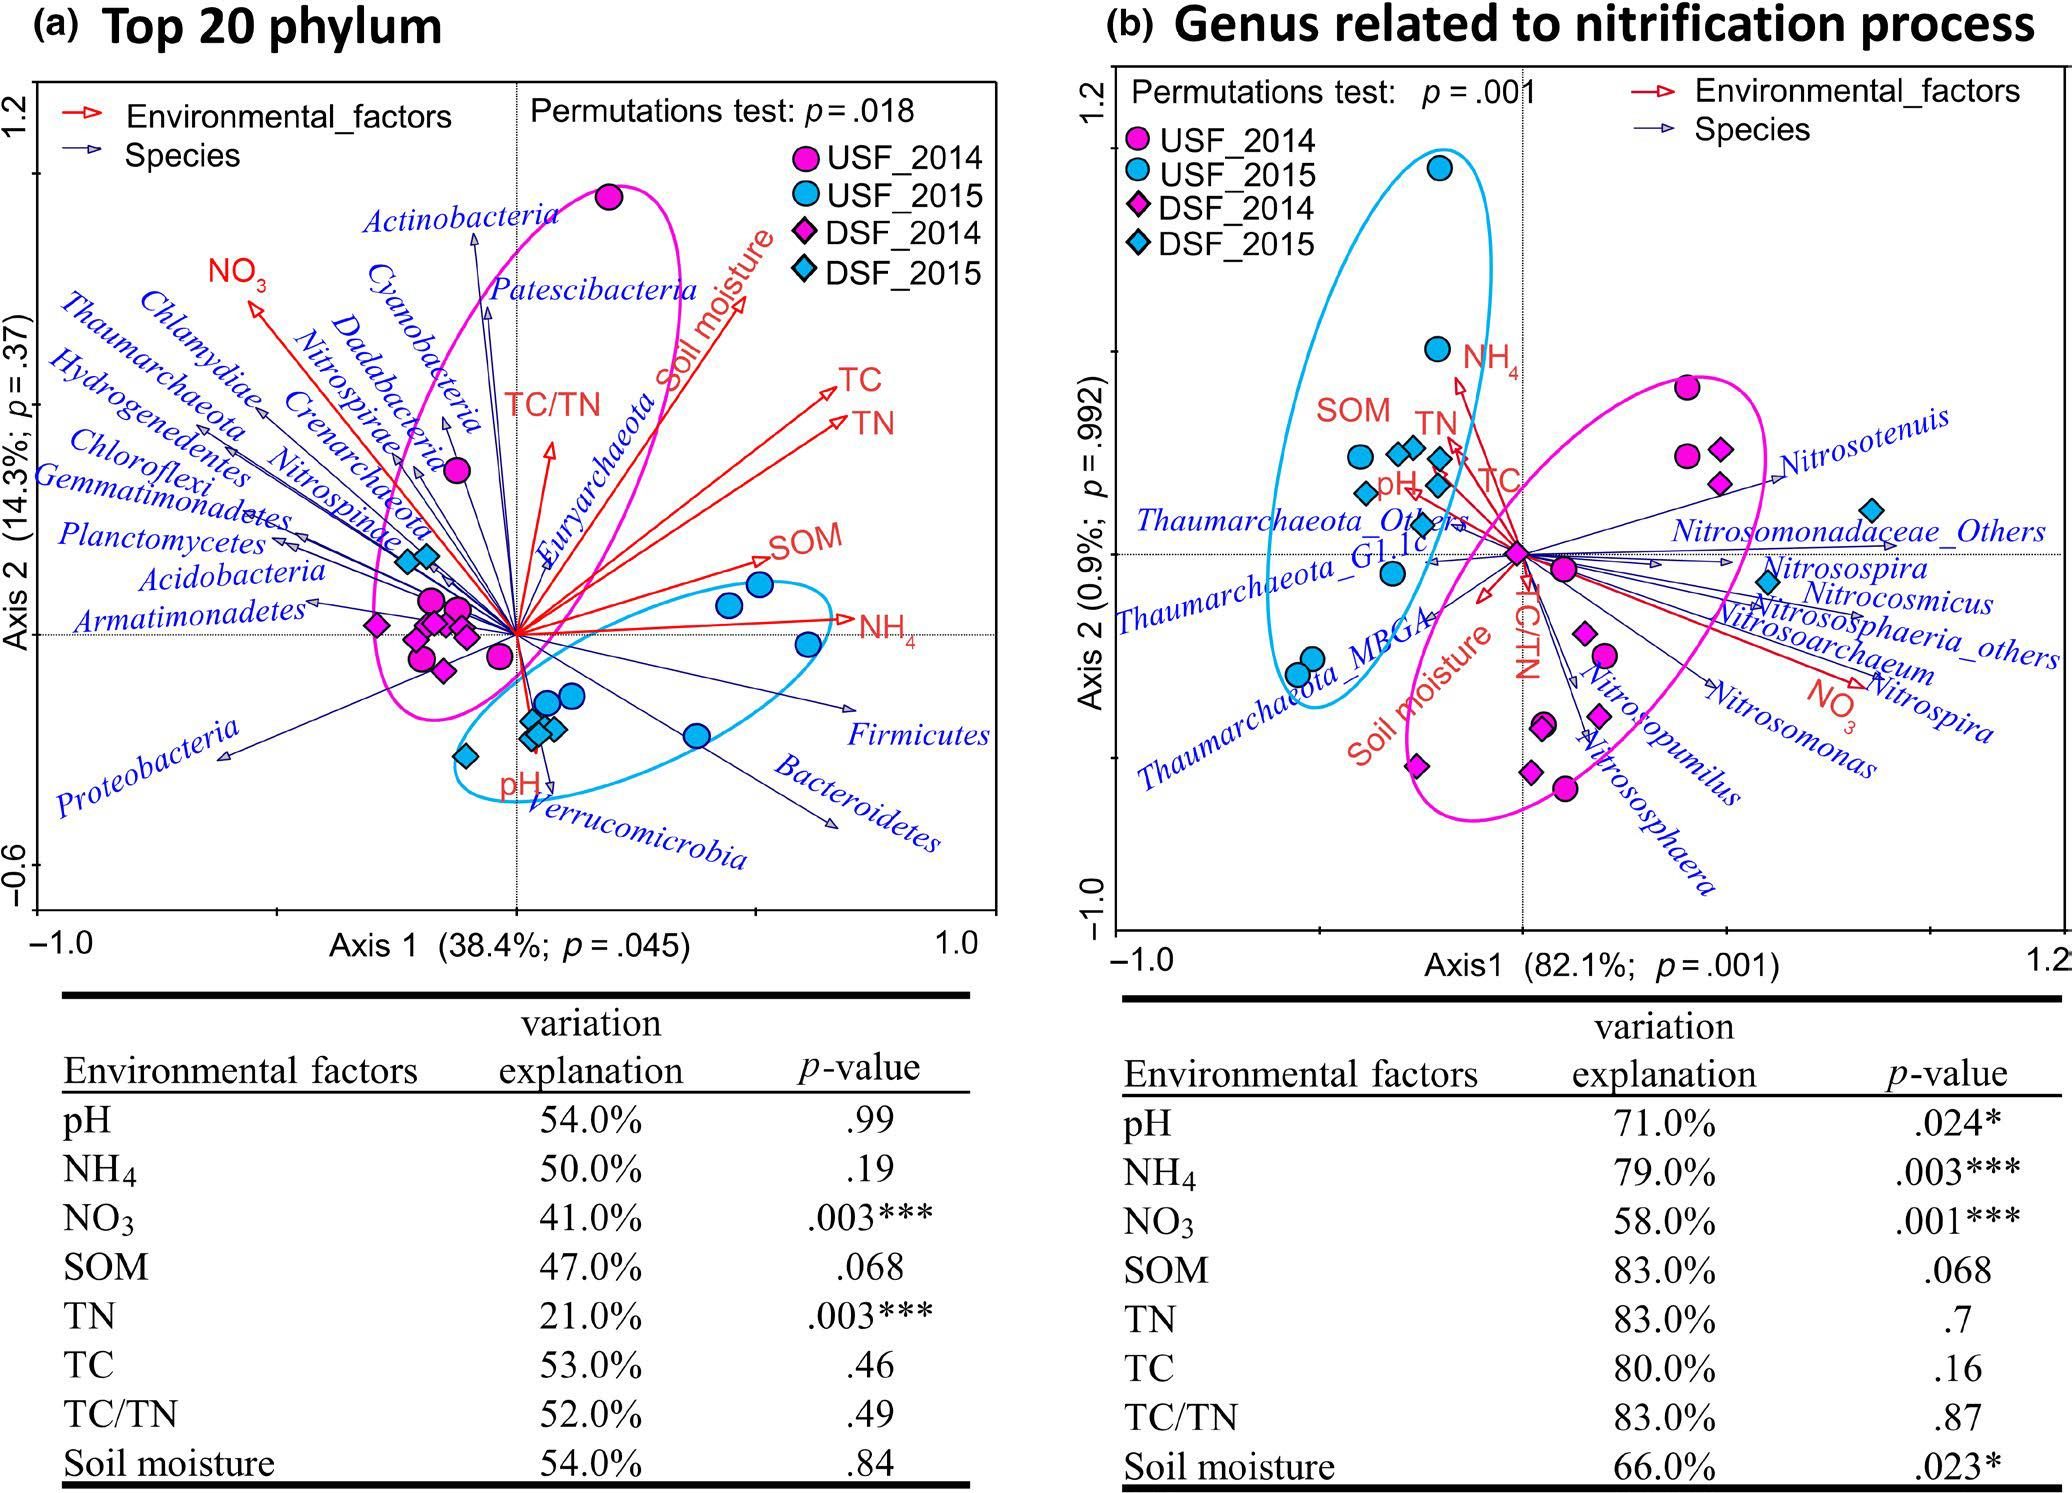 (a) Top 20 phylum
1.2
Environmental_factors
Species
Permutations test: p = .018
USF_2014
USF_2015
DSF_2014
DSF_2015
Actinobacteria
Patescibacteria
Soil moisture
NO3
Cyanobacteria
Dadabacteria
Nitrospirae
Chlamydiae
Thaumarchaeota
Hydrogenedentes
Crenarchaeota
Chloroflexi
Nitrospinae
Gemmatimonadetes
Planctomycetes
Acidobacteria
Armatimonadetes
Proteobacteria
TC/TN
Euryarchaeota
TC
TN
SOM
NH4
Firmicutes
Bacteroidetes
pH
Verrucomicrobia
Axis 2 (14.3%; p = .37)
−0.6
−1.0
Axis 1 (38.4%; p = .045)
1.0
Environmental factors variation explanation p-value
pH 54.0% .99
NH4 50.0% .19
NO3 41.0% .003***
SOM 47.0% .068
TN 21.0% .003***
TC 53.0% .46
TC/TN 52.0% .49
Soil moisture 54.0% .84
(b) Genus related to nitrification process
1.2
Permutations test: p = .001
USF_2014
USF_2015
DSF_2014
DSF_2015
Environmental_factors
Species
NH4
SOM
TN
TC
pH
Thaumarchaeota_Others
Thaumarchaeota_G1.1c
Thaumarchaeota_MBGA
Soil moisture
TC/TN
Nitrosotenuis
Nitrosomonadaceae_Others
Nitrosospira
Nitrocosmicus
Nitrososphaeria_others
Nitrosoarchaeum
NO3
Nitrospira
Nitrosomonas
Nitrosopumilus
Nitrososphaera
Axis 2 (0.9%; p = .992)
−1.0
−1.0
Axis1 (82.1%; p = .001)
1.2
Environmental factors variation explanation p-value
pH 71.0% .024*
NH4 79.0% .003***
NO3 58.0% .001***
SOM 83.0% .068
TN 83.0% .7
TC 80.0% .16
TC/TN 83.0% .87
Soil moisture 66.0% .023*